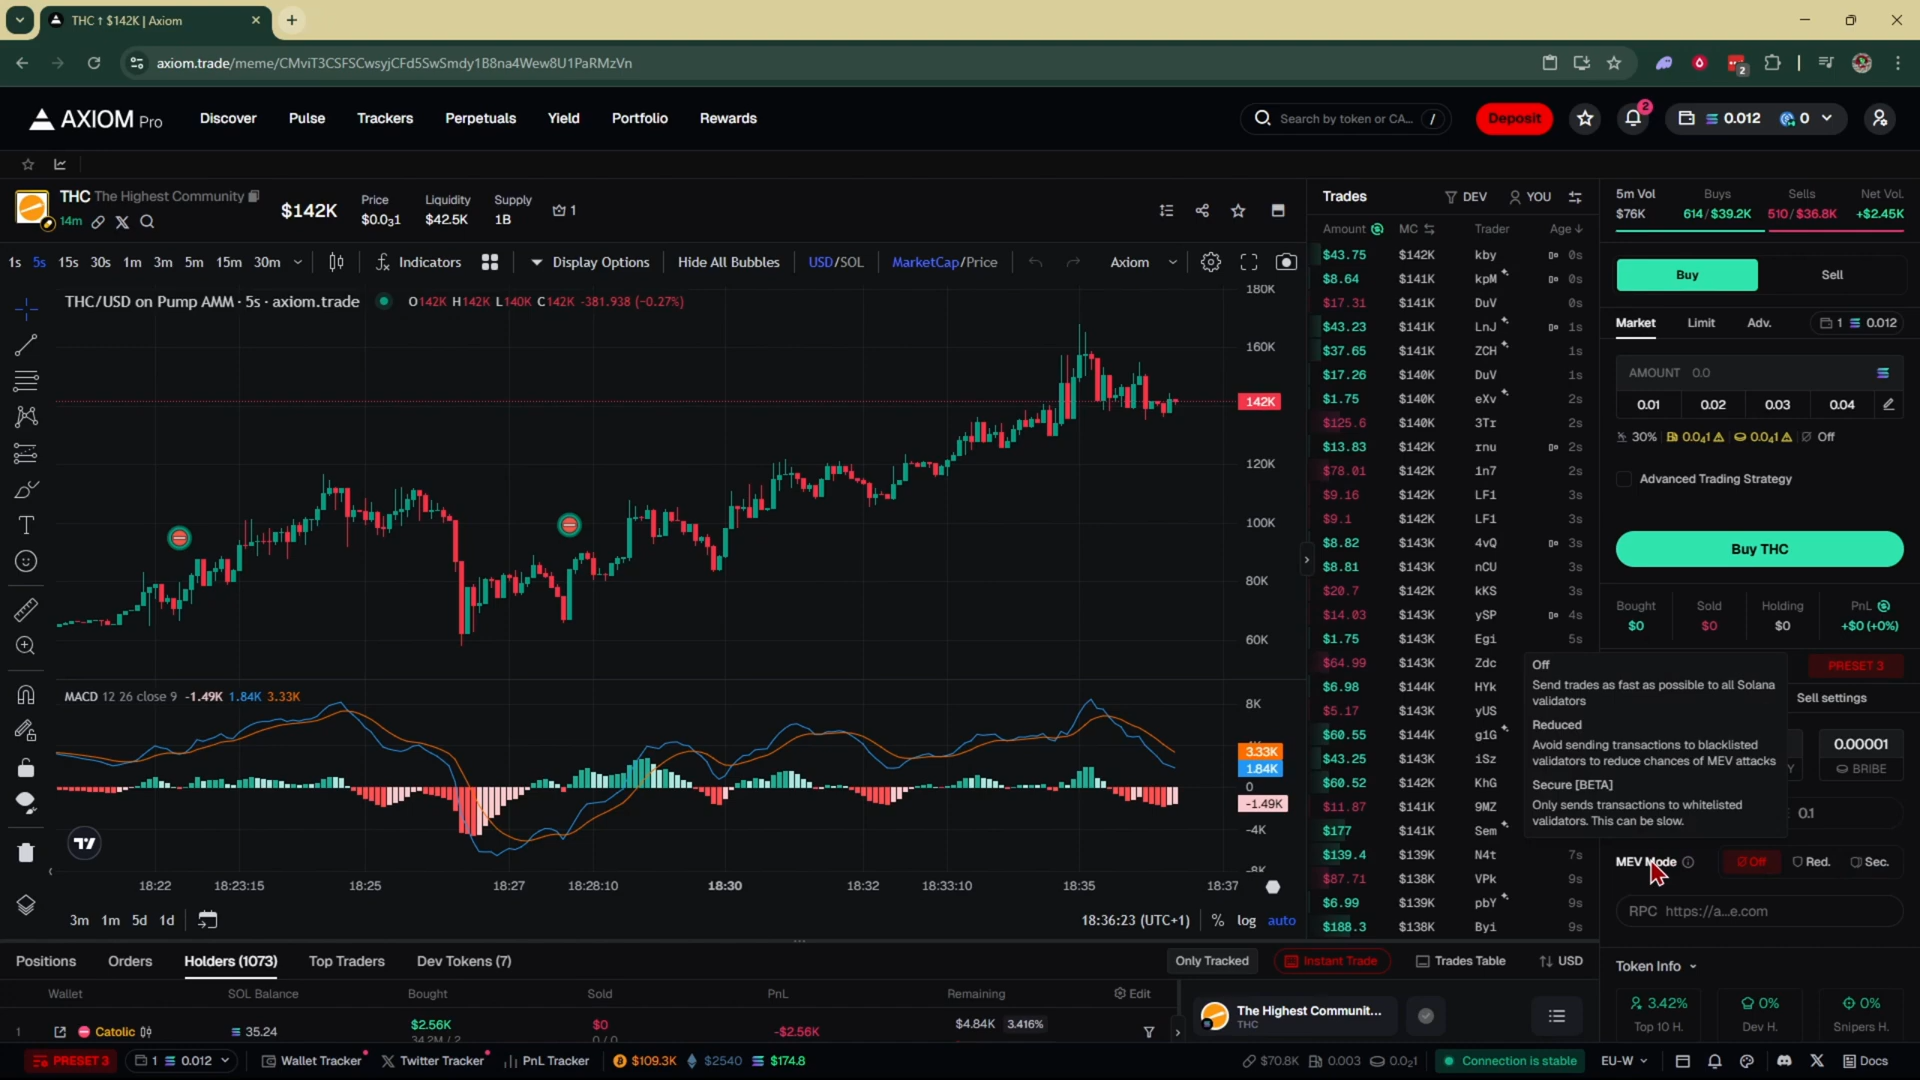 THC ↑ $142K | Axiom
axiom.trade/meme/CMviT3CSFSCwsyjCFd5SwSmdy1B8na4Wew8U1PaRMzVn
2
AXIOM Pro
Discover
Pulse
Trackers
Perpetuals
Yield
Portfolio
Rewards
Search by token or CA...
/
Deposit
2
0.012
0
THC The Highest Community
14m
$142K
Price
$0.0₃1
Liquidity
$42.5K
Supply
1B
1
1s 5s 15s 30s 1m 3m 5m 15m 30m
Indicators
Display Options
Hide All Bubbles
USD/SOL
MarketCap/Price
Axiom
THC/USD on Pump AMM · 5s · axiom.trade
O142K H142K L140K C142K -381.938 (-0.27%)
180K
160K
142K
120K
100K
80K
60K
MACD 12 26 close 9 -1.49K 1.84K 3.33K
8K
3.33K
1.84K
0
-1.49K
-4K
-8K
18:22 18:23:15 18:25 18:27 18:28:10 18:30 18:32 18:33:10 18:35 18:37
3m 1m 5d 1d
18:36:23 (UTC+1)
% log auto
Trades
DEV
YOU
Amount MC Trader Age
$43.75 $142K kby 0s
$8.64 $141K kpM 0s
$17.31 $141K DuV 0s
$43.23 $141K LnJ 1s
$37.65 $141K ZCH 1s
$17.26 $140K DuV 1s
$1.75 $140K eXv 2s
$125.6 $140K 3Tr 2s
$13.83 $142K rnu 2s
$78.01 $142K 1n7 2s
$9.16 $142K LF1 3s
$9.1 $142K LF1 3s
$8.82 $143K 4vQ 3s
$8.81 $143K nCU 3s
$20.7 $142K kKS 3s
$14.03 $143K ySP 4s
$1.75 $143K Egi 5s
$64.99 $143K Zdc
$6.98 $144K HYk
$5.17 $143K yUS
$60.55 $144K g1G
$43.25 $143K iSz
$60.52 $142K KhG
$11.87 $141K 9MZ
$177 $141K Sem
$139.4 $139K N4t 7s
$87.71 $138K VPk 9s
$6.99 $139K pbY 9s
$188.3 $138K Byi 9s
5m Vol Buys Sells Net Vol.
$76K 614 / $39.2K 510 / $36.8K +$2.45K
Buy
Sell
Market
Limit
Adv.
1 0.012
AMOUNT 0.0
0.01 0.02 0.03 0.04
30% 0.0₄1 0.0₄1 Off
Advanced Trading Strategy
Buy THC
Bought Sold Holding PnL
$0 $0 $0 +$0 (+0%)
PRESET 3
Sell settings
Off
Send trades as fast as possible to all Solana
validators
Reduced
Avoid sending transactions to blacklisted
validators to reduce chances of MEV attacks
Secure [BETA]
Only sends transactions to whitelisted
validators. This can be slow.
Y
0.00001
BRIBE
0.1
MEV Mode
Off
Red.
Sec.
RPC https://a...e.com
Token Info
3.42% 0% 0%
Top 10 H. Dev H. Snipers H.
Positions
Orders
Holders (1073)
Top Traders
Dev Tokens (7)
Only Tracked
Instant Trade
Trades Table
USD
Wallet SOL Balance Bought Sold PnL Remaining Edit
1 Catolic 35.24 $2.56K $0 -$2.56K $4.84K 3.416%
34.2M / 2 0 / 0
The Highest Communit...
THC
PRESET 3
1 0.012
Wallet Tracker
Twitter Tracker
PnL Tracker
$109.3K
$2540
$174.8
$70.8K
0.003
0.0₂1
Connection is stable
EU-W
Docs